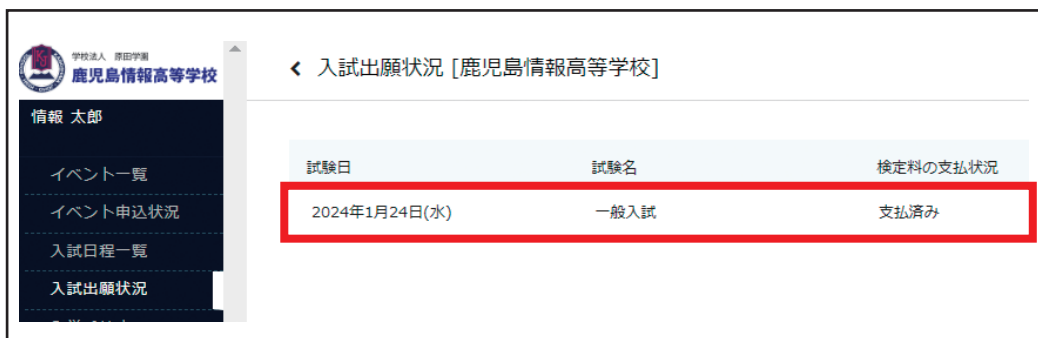 学校法人 原田学園
鹿児島情報高等学校
情報 太郎
イベント一覧
イベント申込状況
入試日程一覧
入試出願状況
入試出願状況 [鹿児島情報高等学校]
試験日 試験名 検定料の支払状況
2024年1月24日(水) 一般入試 支払済み